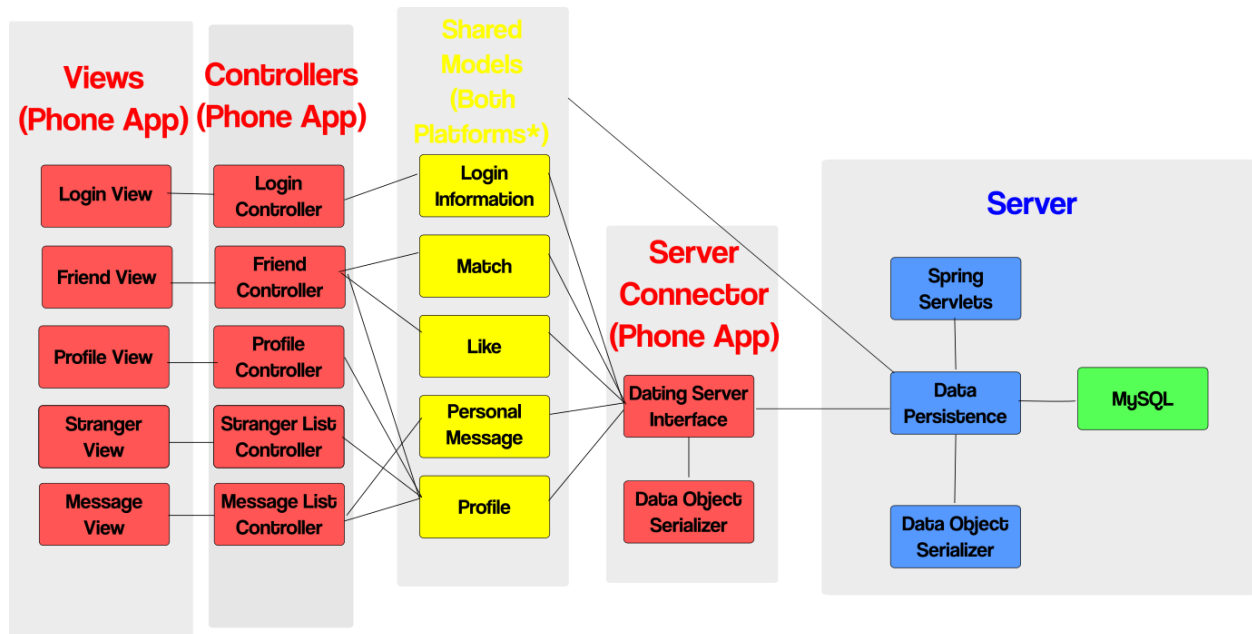 Views
(Phone App)
Login View
Friend View
Profile View
Stranger
View
Message
View
Controllers
(Phone App)
Login
Controller
Friend
Controller
Profile
Controller
Stranger List
Controller
Message List
Controller
Shared
Models
(Both
Platforms*)
Login
Information
Match
Like
Personal
Message
Profile
Server
Connector
(Phone App)
Dating Server
Interface
Data Object
Serializer
Server
Spring
Servlets
Data
Persistence
MySQL
Data Object
Serializer